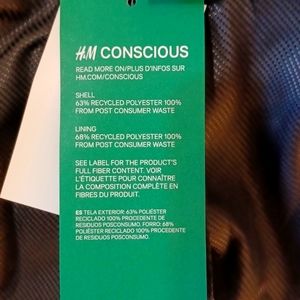 H&M CONSCIOUS
READ MORE ON/PLUS D'INFOS SUR
HM.COM/CONSCIOUS
SHELL
63% RECYCLED POLYESTER 100%
FROM POST CONSUMER WASTE
LINING
68% RECYCLED POLYESTER 100%
FROM POST CONSUMER WASTE
SEE LABEL FOR THE PRODUCT'S
FULL FIBER CONTENT. VOIR
L'ÉTIQUETTE POUR CONNAÎTRE
LA COMPOSITION COMPLÈTE EN
FIBRES DU PRODUIT.
ES TELA EXTERIOR: 63% POLIÉSTER
RECICLADO 100% PROCEDENTE DE
RESIDUOS POSCONSUMO. FORRO: 68%
POLIÉSTER RECICLADO 100% PROCEDENTE
DE RESIDUOS POSCONSUMO.